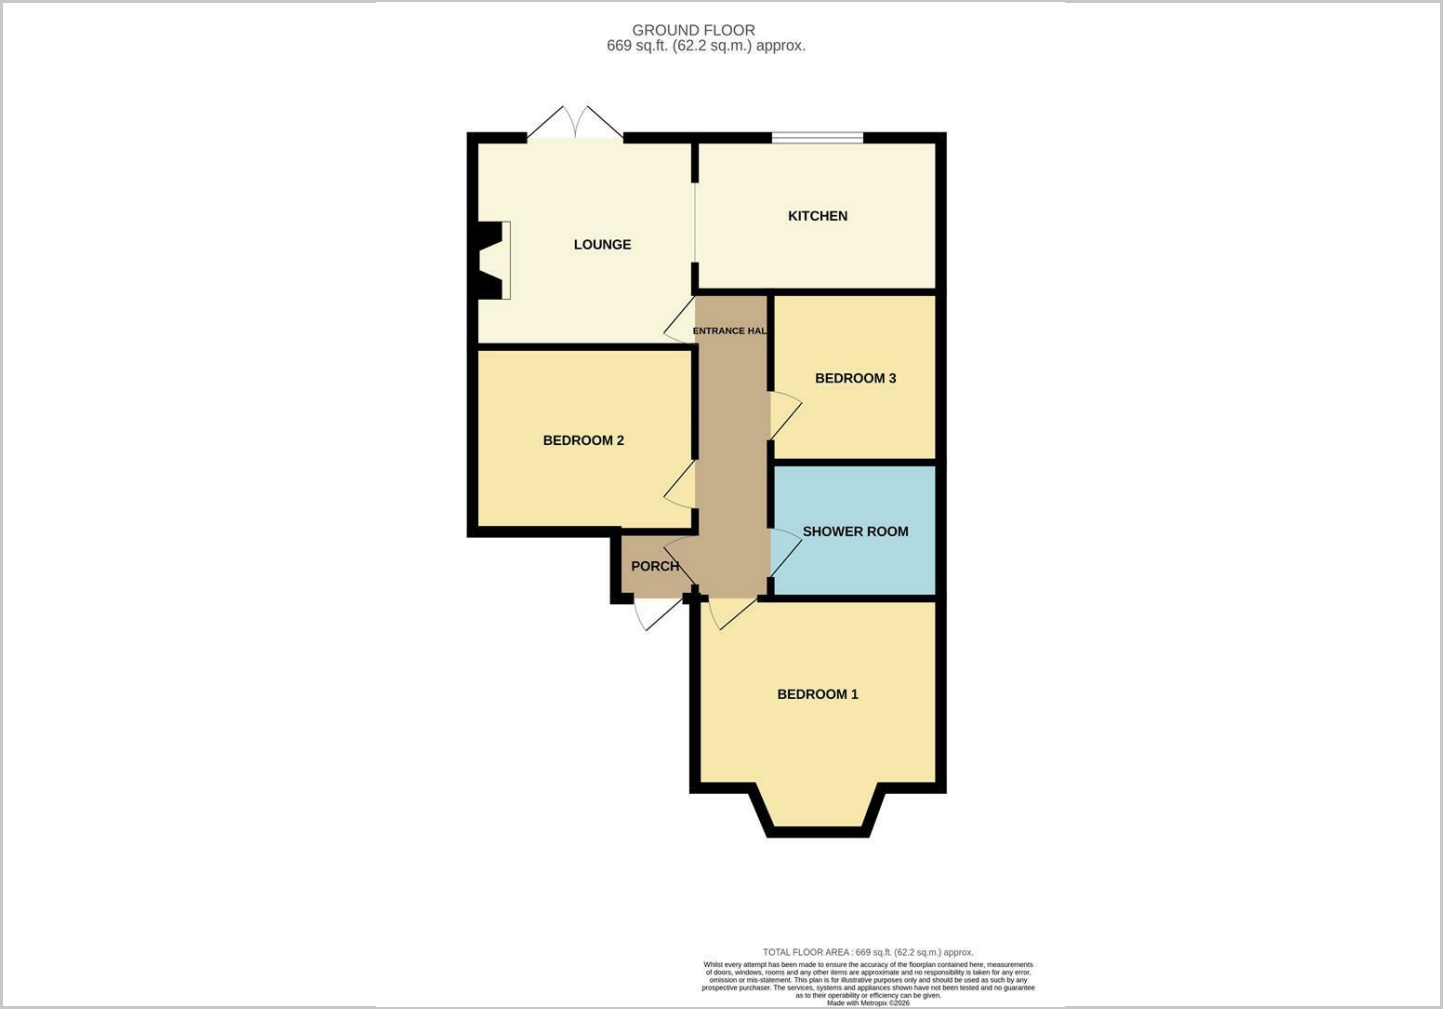 GROUND FLOOR
669 sq.ft. (62.2 sq.m.) approx.
KITCHEN
LOUNGE
ENTRANCE HAL
BEDROOM 3
BEDROOM 2
SHOWER ROOM
PORCH
BEDROOM 1
TOTAL FLOOR AREA : 669 sq.ft. (62.2 sq.m.) approx.
Whilst every attempt has been made to ensure the accuracy of the floorplan contained here, measurements
of doors, windows, rooms and any other items are approximate and no responsibility is taken for any error,
omission or mis-statement. This plan is for illustrative purposes only and should be used as such by any
prospective purchaser. The services, systems and appliances shown have not been tested and no guarantee
as to their operability or efficiency can be given.
Made with Metropix ©2026